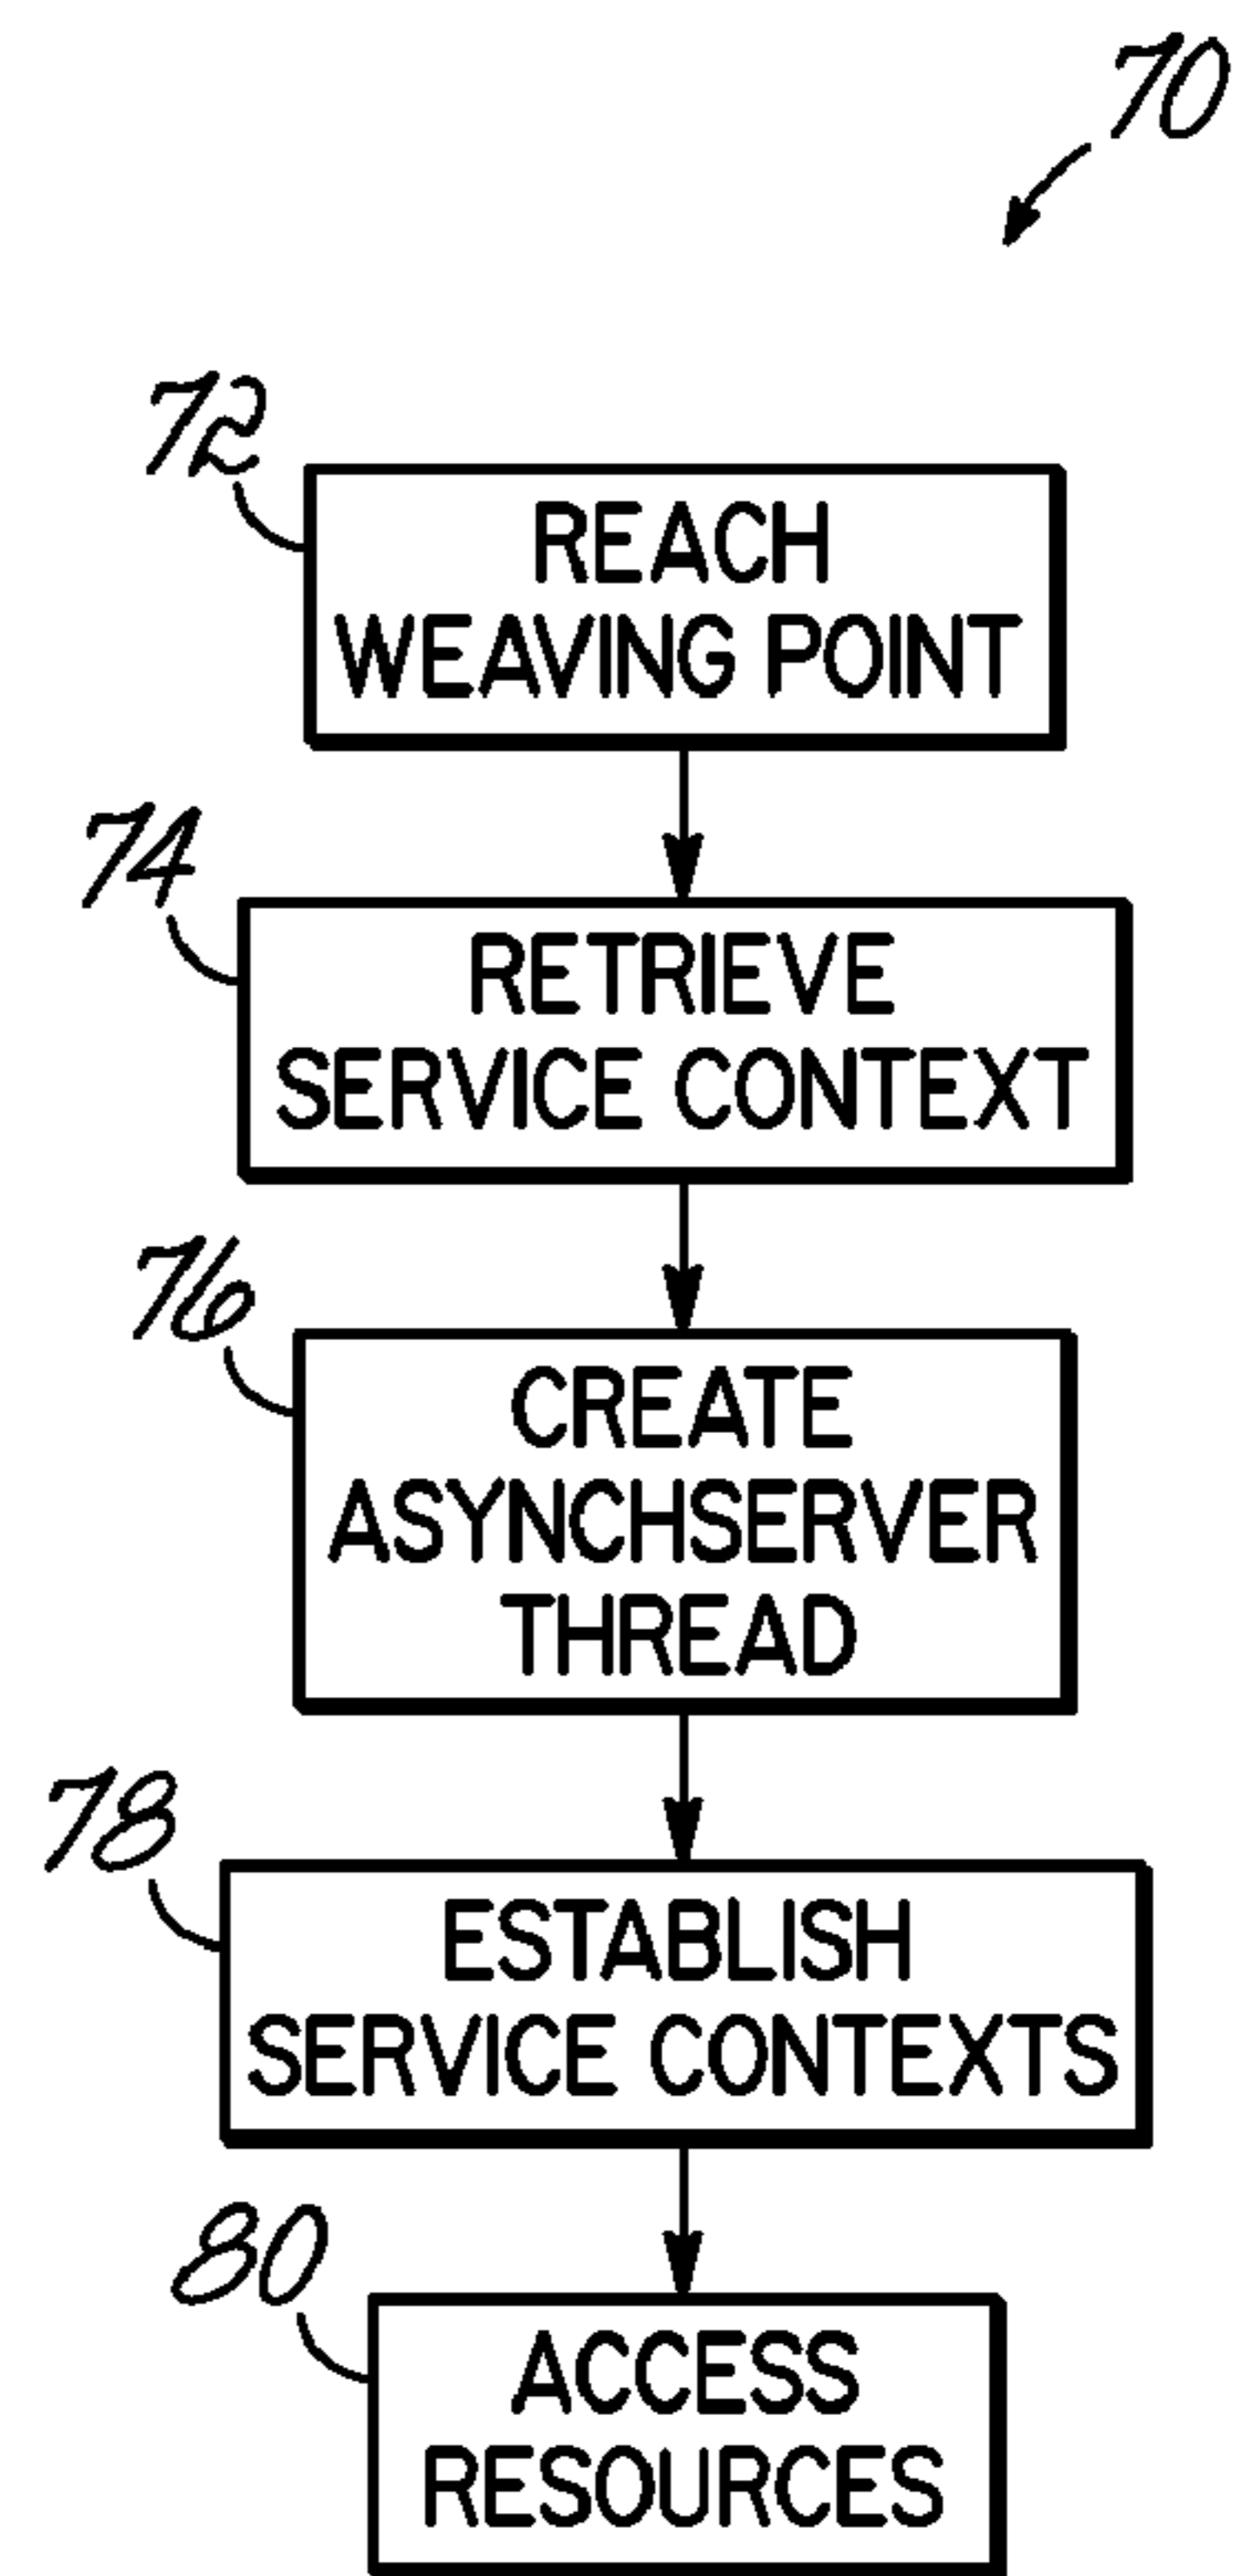 70
72
REACH
WEAVING POINT
74
RETRIEVE
SERVICE CONTEXT
76
CREATE
ASYNCHSERVER
THREAD
78
ESTABLISH
SERVICE CONTEXTS
80
ACCESS
RESOURCES